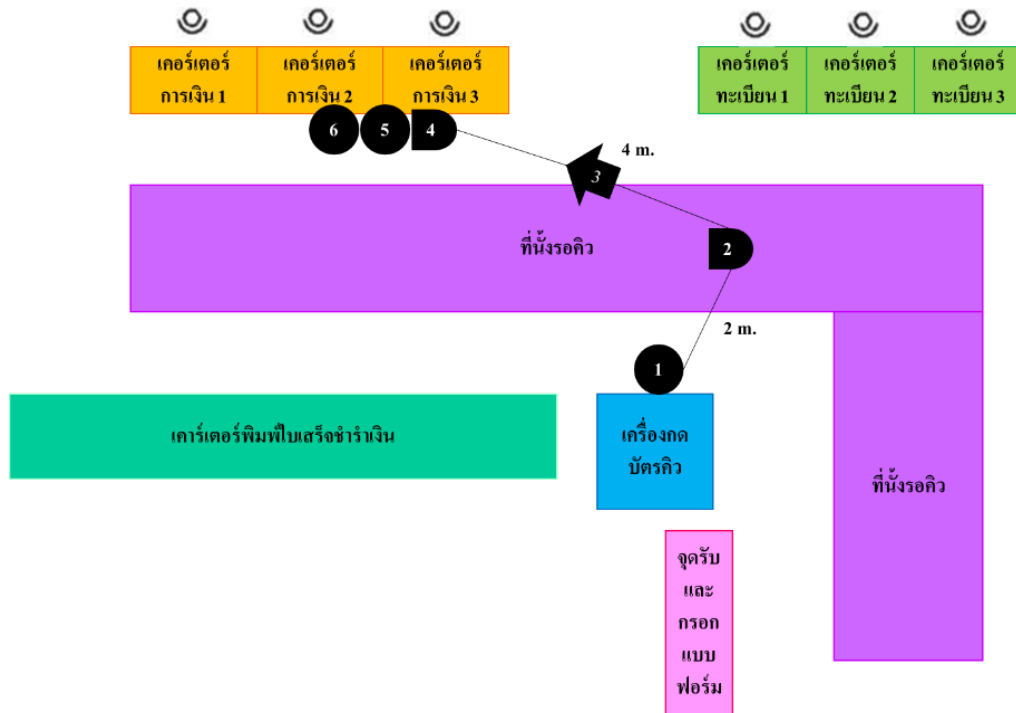 เคอร์เตอร์
การเงิน 1
เคอร์เตอร์
การเงิน 2
เคอร์เตอร์
การเงิน 3
เคอร์เตอร์
ทะเบียน 1
เคอร์เตอร์
ทะเบียน 2
เคอร์เตอร์
ทะเบียน 3
6
5
4
3
4 m.
ที่นั้งรอคิว
2
2 m.
1
เคาร์เตอร์พิมพ์ใบเสร็จชำรำเงิน
เครื่องกด
บัตรคิว
ที่นั้งรอคิว
จุดรับ
และ
กรอก
แบบ
ฟอร์ม